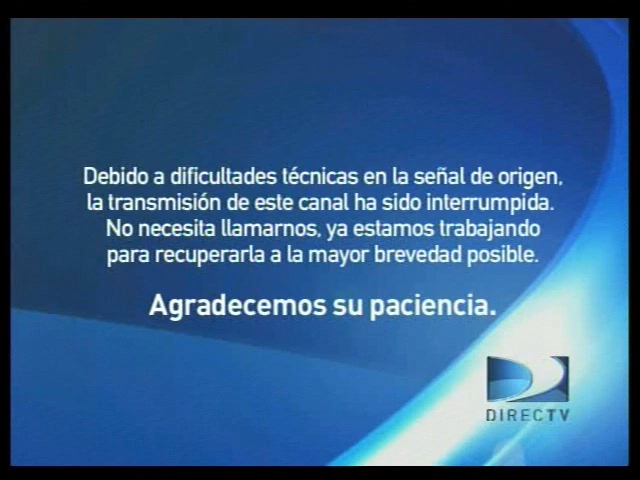 Debido a dificultades técnicas en la señal de origen,
la transmisión de este canal ha sido interrumpida.
No necesita llamarnos, ya estamos trabajando
para recuperarla a la mayor brevedad posible.
Agradecemos su paciencia.
DIRECTV